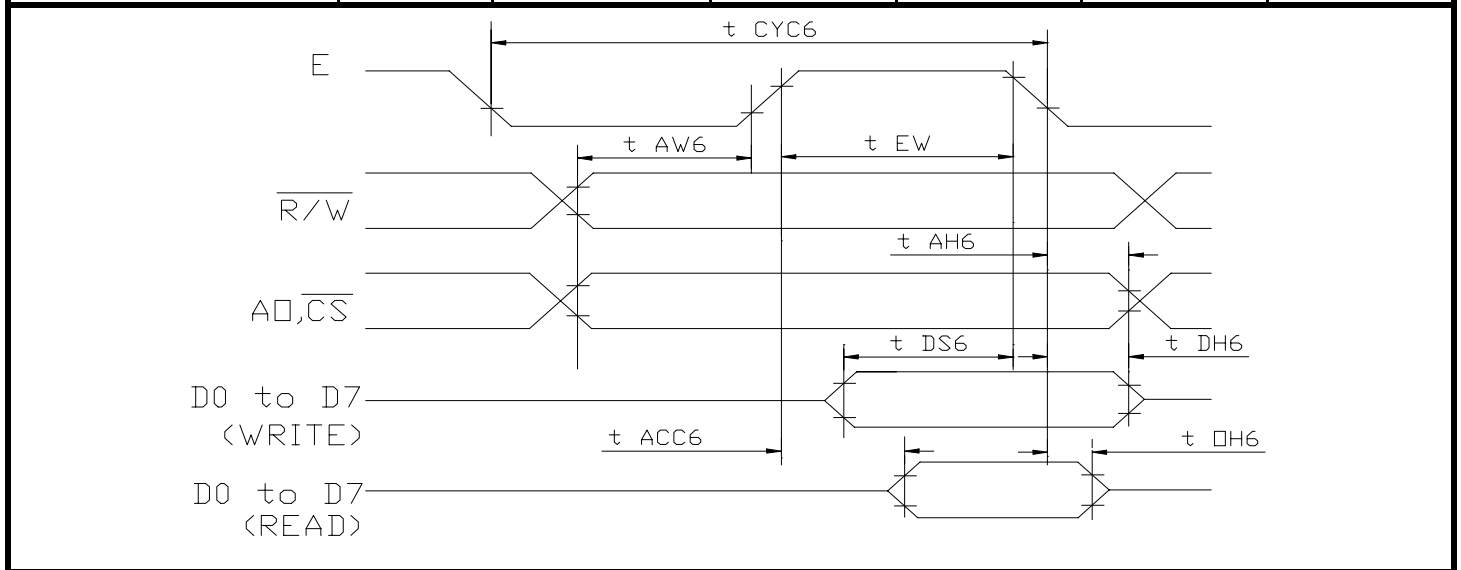 t CYC6
E
t AW6
t EW
R/W
t AH6
A0,CS
t DS6
t DH6
D0 to D7
(WRITE)
t ACC6
t OH6
D0 to D7
(READ)